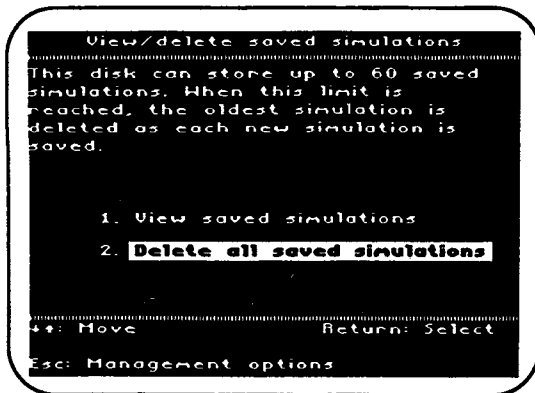 View/delete saved simulations
This disk can store up to 60 saved
simulations. When this limit is
reached, the oldest simulation is
deleted as each new simulation is
saved.
1. View saved simulations
2. Delete all saved simulations
↓↑: Move Return: Select
Esc: Management options